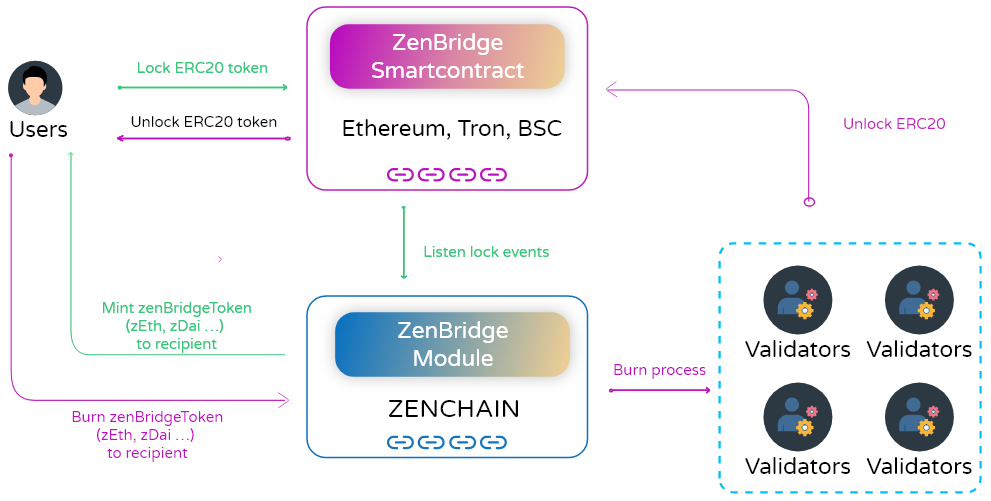 ZenBridge
Smartcontract
Lock ERC20 token
Unlock ERC20 token
Users
Ethereum, Tron, BSC
Unlock ERC20
Listen lock events
Mint zenBridgeToken
(zEth, zDai ...)
to recipient
ZenBridge
Module
ZENCHAIN
Burn process
Burn zenBridgeToken
(zEth, zDai ...)
to recipient
Validators
Validators
Validators
Validators